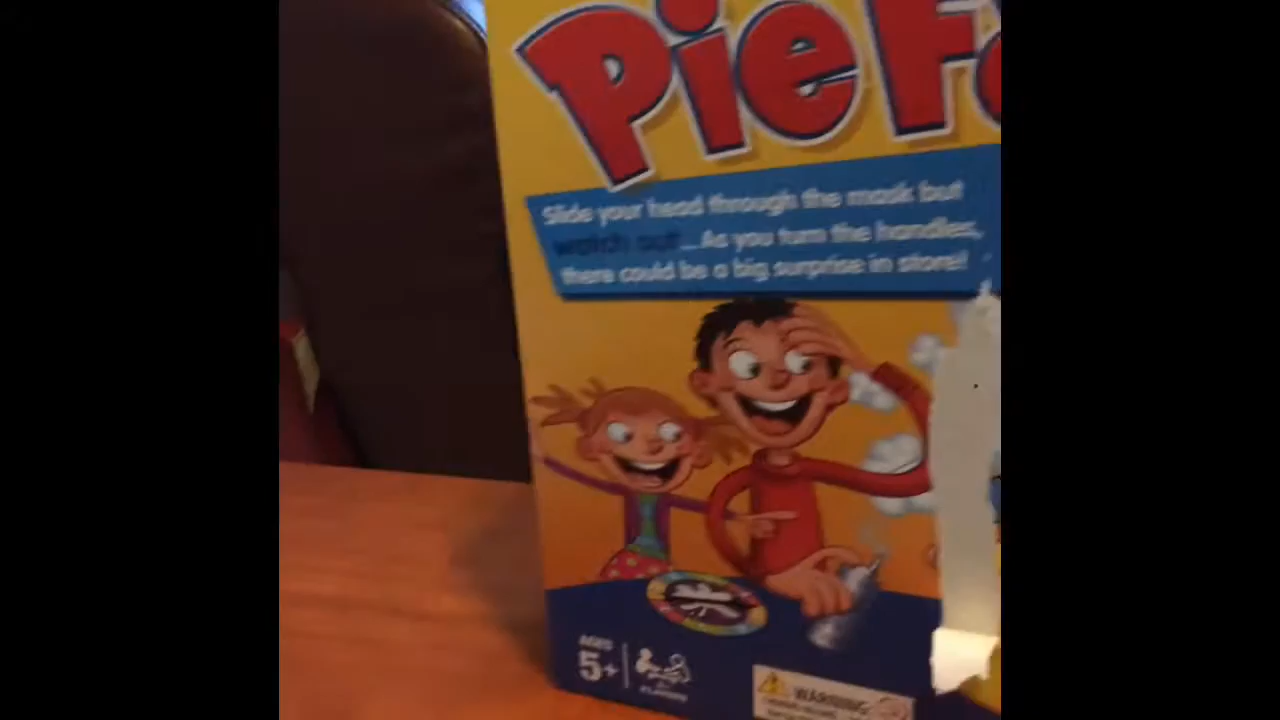 Pie F
Slide your head through the mask but
watch out...As you turn the handles,
there could be a big surprise in store!
AGES
5+
WARNING